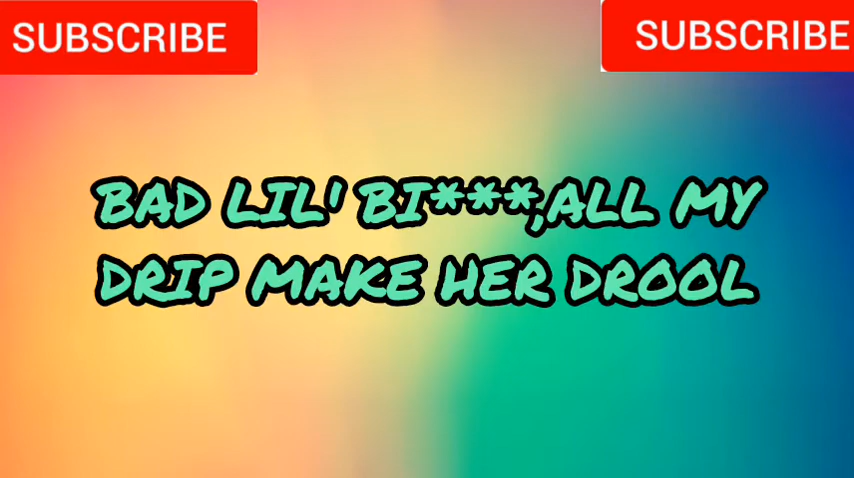 SUBSCRIBE
SUBSCRIBE
BAD LIL' BI***,ALL MY
DRIP MAKE HER DROOL